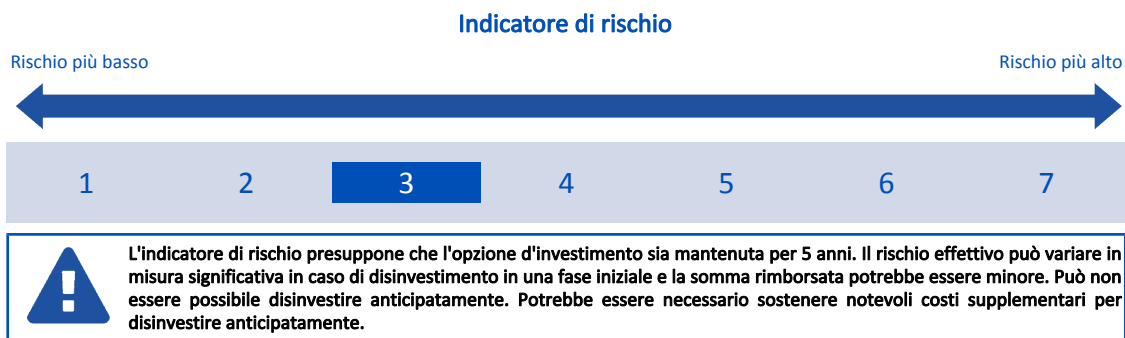 Indicatore di rischio
Rischio più basso Rischio più alto
1 2 3 4 5 6 7
L'indicatore di rischio presuppone che l'opzione d'investimento sia mantenuta per 5 anni. Il rischio effettivo può variare in
misura significativa in caso di disinvestimento in una fase iniziale e la somma rimborsata potrebbe essere minore. Può non
essere possibile disinvestire anticipatamente. Potrebbe essere necessario sostenere notevoli costi supplementari per
disinvestire anticipatamente.